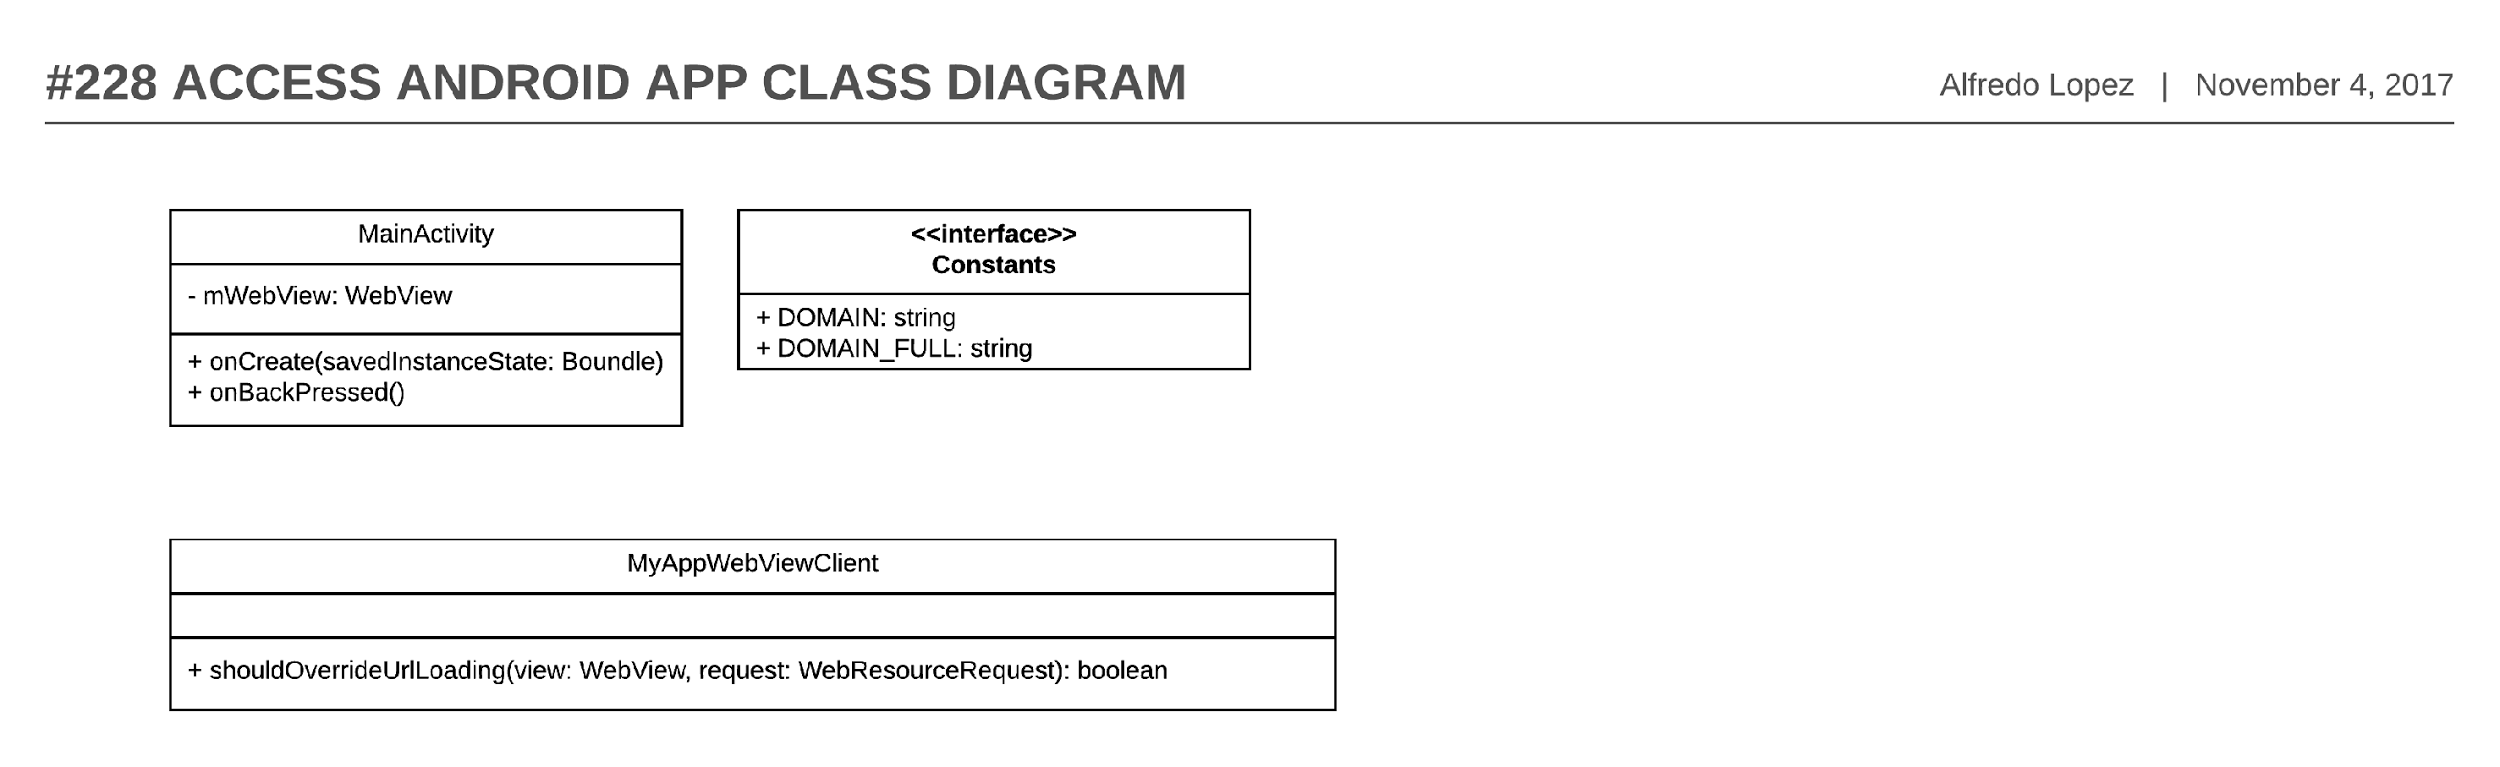 #228 ACCESS ANDROID APP CLASS DIAGRAM
Alfredo Lopez | November 4, 2017
MainActivity
- mWebView: WebView
+ onCreate(savedInstanceState: Boundle)
+ onBackPressed()
<<interface>>
Constants
+ DOMAIN: string
+ DOMAIN_FULL: string
MyAppWebViewClient
+ shouldOverrideUrlLoading(view: WebView, request: WebResourceRequest): boolean